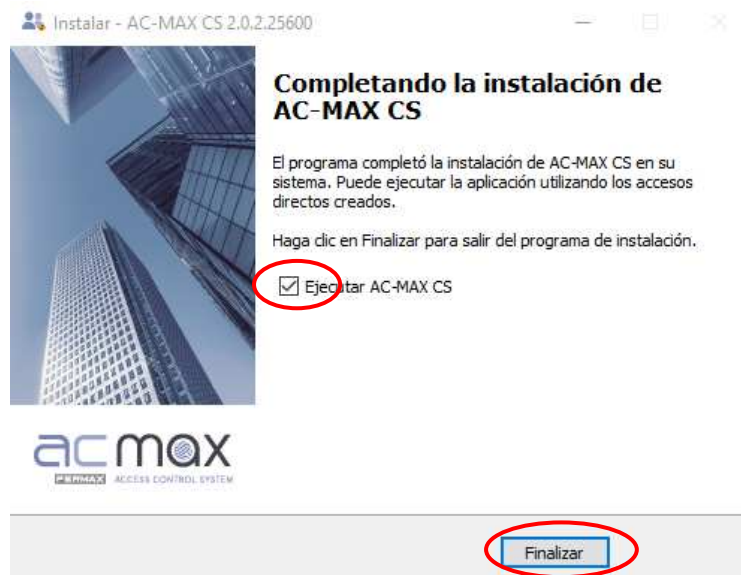 Instalar - AC-MAX CS 2.0.2.25600
Completando la instalación de
AC-MAX CS
El programa completó la instalación de AC-MAX CS en su
sistema. Puede ejecutar la aplicación utilizando los accesos
directos creados.
Haga clic en Finalizar para salir del programa de instalación.
Ejecutar AC-MAX CS
acmax
FERMAX ACCESS CONTROL SYSTEM
Finalizar